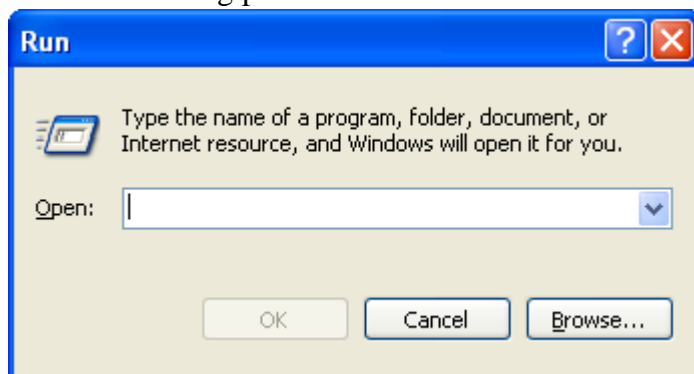 Run
Type the name of a program, folder, document, or
Internet resource, and Windows will open it for you.
Open:
OK Cancel Browse...